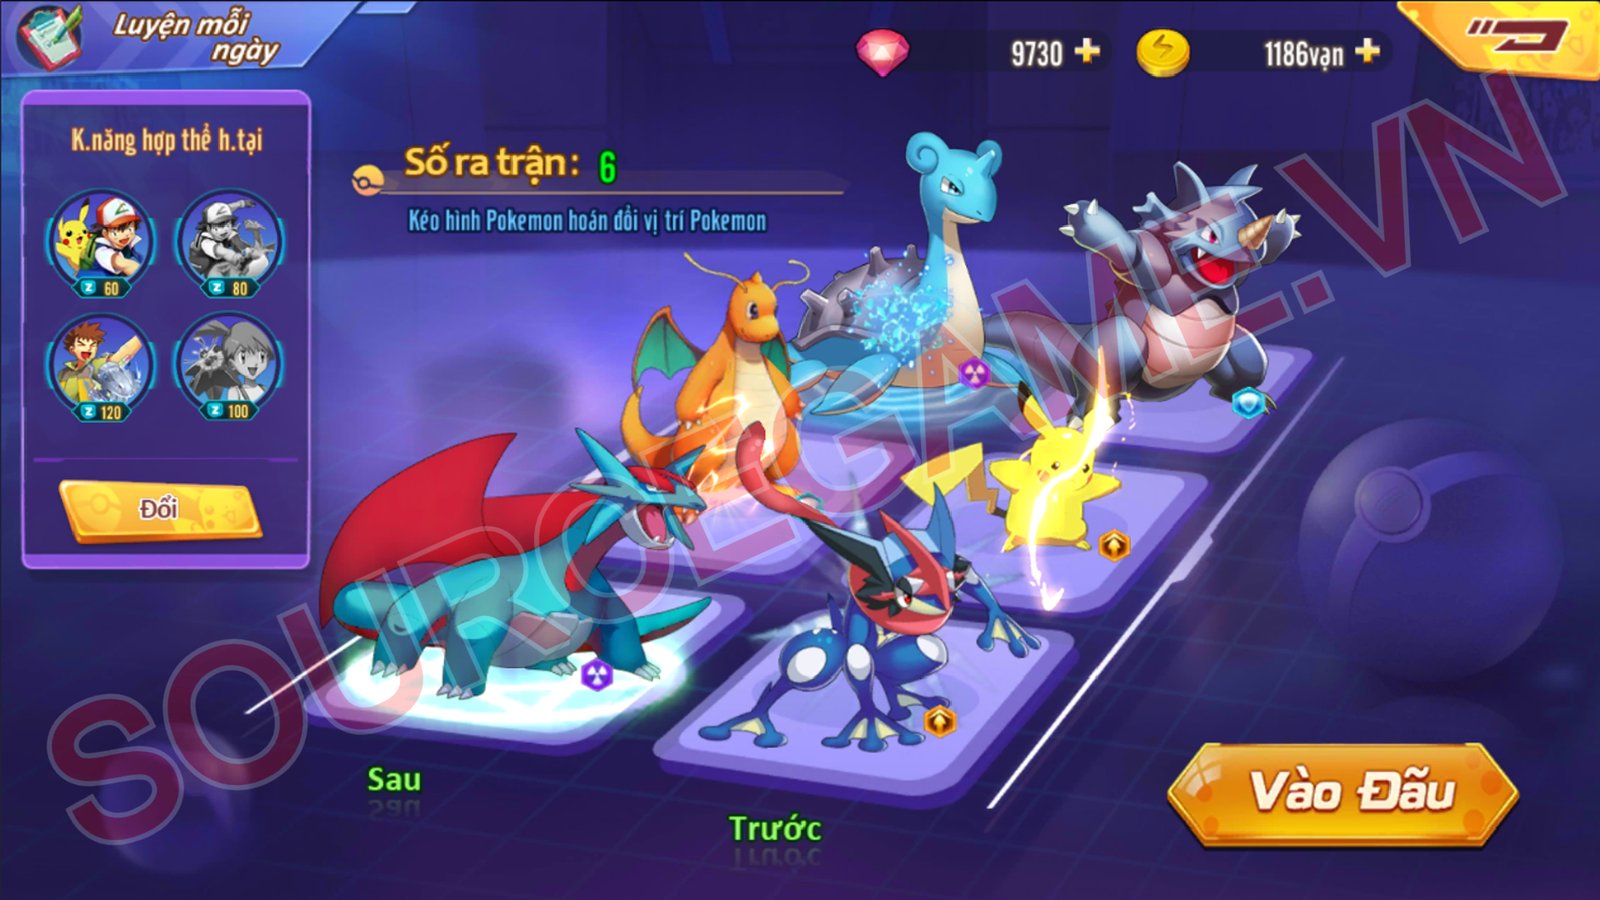 Luyện mỗi
ngày
9730
1186vạn
K.năng hợp thể h.tại
Số ra trận: 6
Kéo hình Pokemon hoán đổi vị trí Pokemon
Z 60
Z 80
Z 120
Z 100
Đổi
SOURCEGAME.VN
Sau
Trước
Vào Đấu